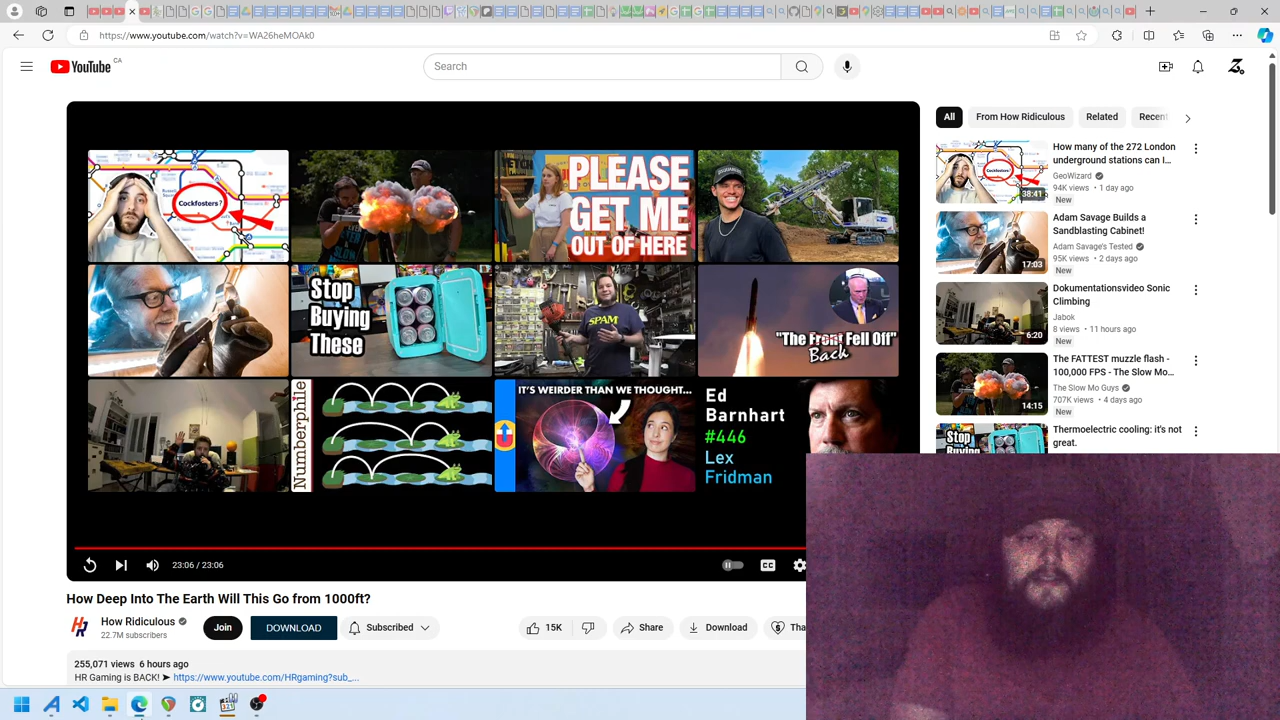 https://www.youtube.com/watch?v=WA26heMOAk0
YouTube CA
Search
Cockfosters?
PLEASE
GET ME
OUT OF HERE
Stop
Buying
These
SPAM
"The Front Fell Off"
Back
Numberphile
IT'S WEIRDER THAN WE THOUGHT...
Ed
Barnhart
#446
Lex
Fridman
23:06 / 23:06
CC
How Deep Into The Earth Will This Go from 1000ft?
How Ridiculous
22.7M subscribers
Join
DOWNLOAD
Subscribed
15K
Share
Download
Tha
255,071 views 6 hours ago
HR Gaming is BACK! ➤ https://www.youtube.com/HRgaming?sub_...
All
From How Ridiculous
Related
Recent
Cockfosters?
38:41
How many of the 272 London
underground stations can I...
GeoWizard
94K views • 1 day ago
New
17:03
Adam Savage Builds a
Sandblasting Cabinet!
Adam Savage's Tested
95K views • 2 days ago
New
6:20
Dokumentationsvideo Sonic
Climbing
Jabok
8 views • 11 hours ago
New
14:15
The FATTEST muzzle flash -
100,000 FPS - The Slow Mo...
The Slow Mo Guys
707K views • 4 days ago
New
Stop
Thermoelectric cooling: it's not
great.